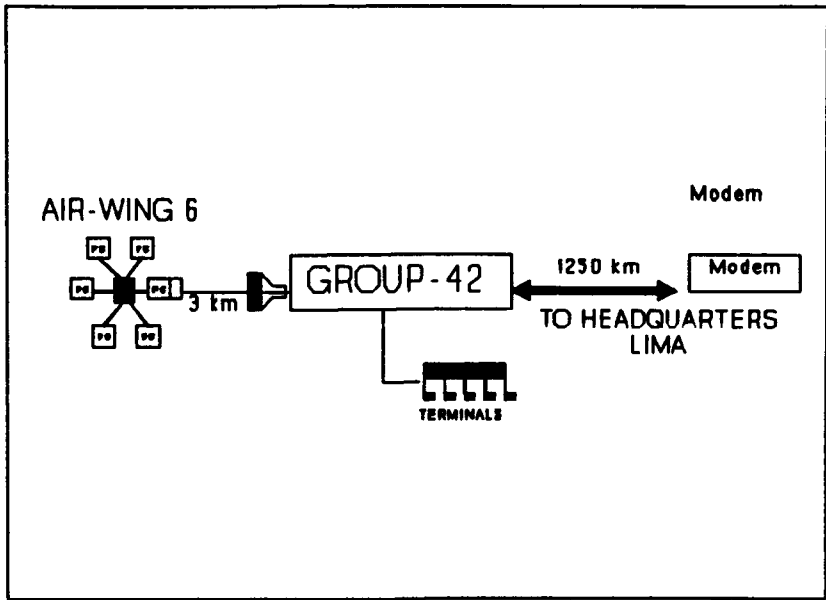 Modem
AIR-WING 6
1250 km
Modem
GROUP-42
3 km
TO HEADQUARTERS
LIMA
TERMINALS